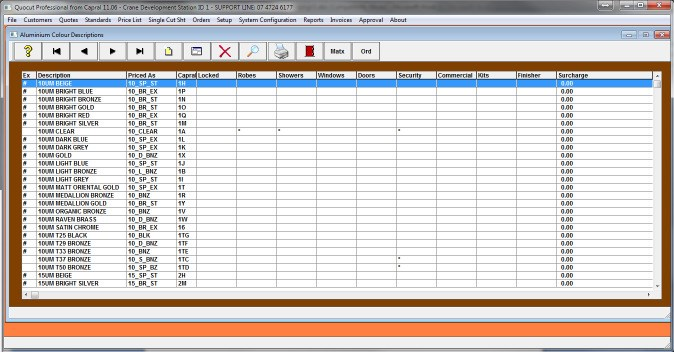 Quocut Professional from Capral 11.06 - Crane Development Station ID 1 - SUPPORT LINE: 07 4724 6177
File Customers Quotes Standards Price List Single Cut Sht Orders Setup System Configuration Reports Invoices Approval About
Aluminium Colour Descriptions
Matx Ord
Ex Description Priced As Capral Locked Robes Showers Windows Doors Security Commercial Kits Finisher Surcharge
# 10UM BEIGE 10_SP_ST 1H 0.00
# 10UM BRIGHT BLUE 10_BR_EX 1P 0.00
# 10UM BRIGHT BRONZE 10_BR_ST 1N 0.00
# 10UM BRIGHT GOLD 10_BR_ST 1O 0.00
# 10UM BRIGHT RED 10_BR_EX 1Q 0.00
# 10UM BRIGHT SILVER 10_BR_ST 1M 0.00
10UM CLEAR 10_CLEAR 1A * * * 0.00
# 10UM DARK BLUE 10_SP_EX 1L 0.00
# 10UM DARK GREY 10_SP_EX 1K 0.00
# 10UM GOLD 10_D_BNZ 1X 0.00
# 10UM LIGHT BLUE 10_SP_ST 1J 0.00
# 10UM LIGHT BRONZE 10_L_BNZ 1B 0.00
# 10UM LIGHT GREY 10_SP_ST 1I 0.00
# 10UM MATT ORIENTAL GOLD 10_SP_EX 1T 0.00
# 10UM MEDALLION BRONZE 10_BNZ 1R 0.00
# 10UM MEDALLION GOLD 10_BR_ST 1Y 0.00
# 10UM ORGANIC BRONZE 10_BNZ 1V 0.00
# 10UM RAVEN BRASS 10_D_BNZ 1W 0.00
# 10UM SATIN CHROME 10_BR_EX 16 0.00
# 10UM T25 BLACK 10_BLK 1TG 0.00
# 10UM T29 BRONZE 10_D_BNZ 1TF 0.00
# 10UM T33 BRONZE 10_BNZ 1TE 0.00
10UM T37 BRONZE 10_S_BNZ 1TC * 0.00
10UM T50 BRONZE 10_SP_BZ 1TD * 0.00
# 15UM BEIGE 15_SP_ST 2H 0.00
# 15UM BRIGHT SILVER 15_BR_ST 2M 0.00